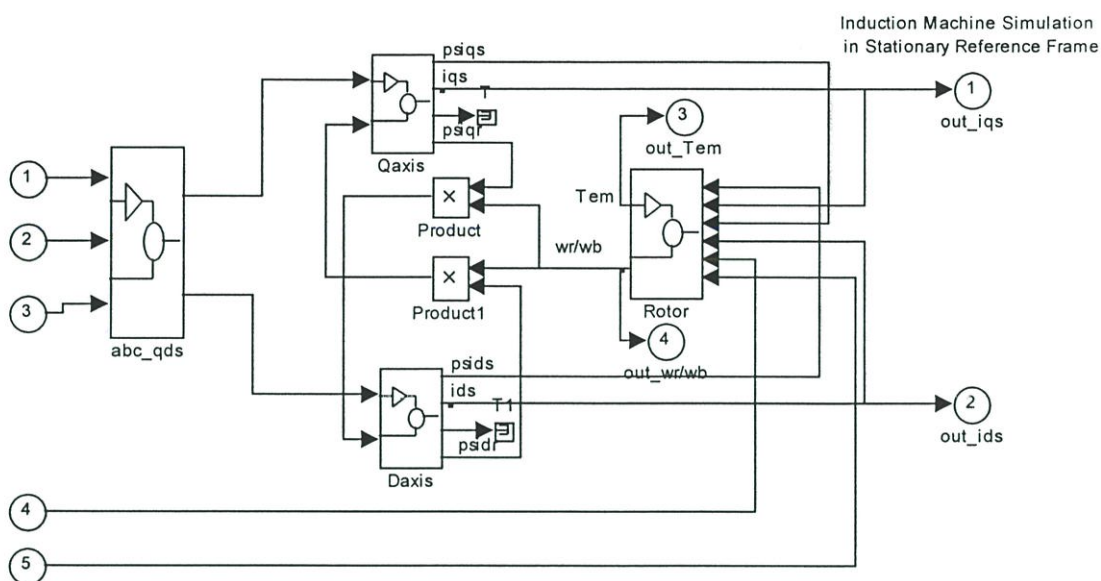 Induction Machine Simulation
in Stationary Reference Frame
psiqs
iqs
T
psiqr
Qaxis
1
out_iqs
3
out_Tem
1
2
3
abc_qds
Tem
Product
wr/wb
Product1
Rotor
4
out_wr/wb
psids
ids
T1
psidr
Daxis
2
out_ids
4
5